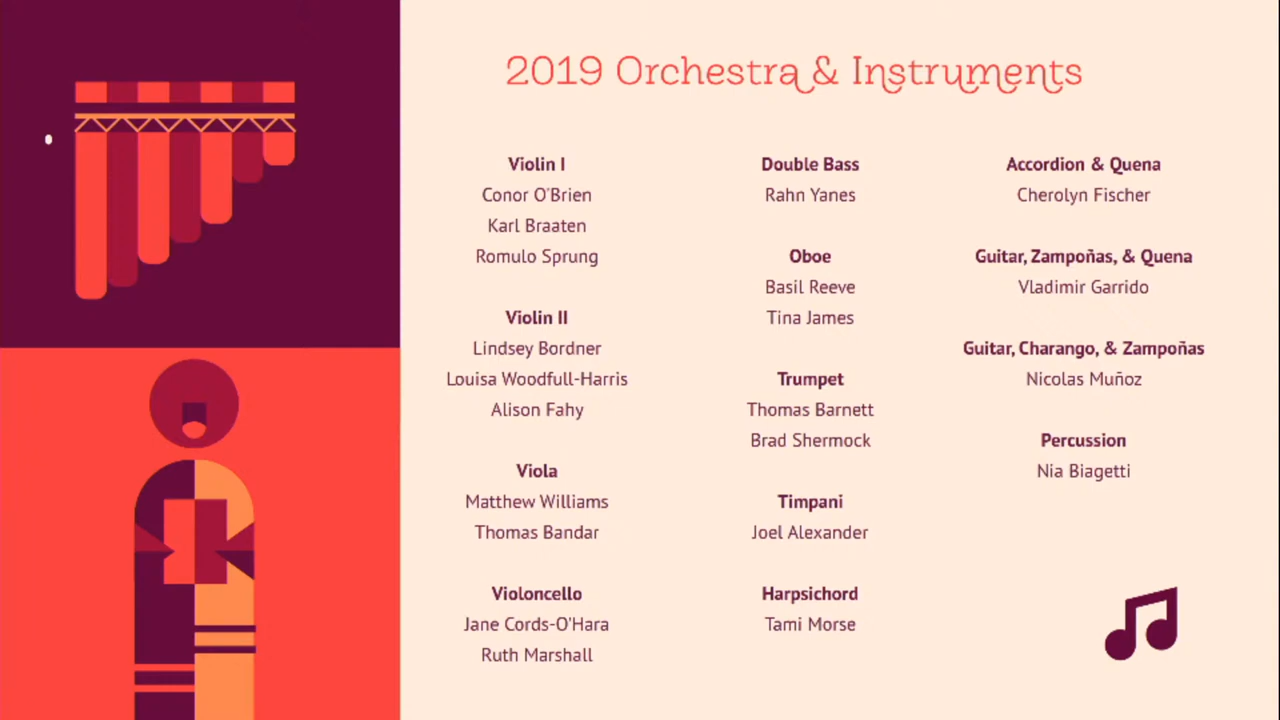 2019 Orchestra & Instruments
Violin I
Conor O'Brien
Karl Braaten
Romulo Sprung
Violin II
Lindsey Bordner
Louisa Woodfull-Harris
Alison Fahy
Viola
Matthew Williams
Thomas Bandar
Violoncello
Jane Cords-O'Hara
Ruth Marshall
Double Bass
Rahn Yanes
Oboe
Basil Reeve
Tina James
Trumpet
Thomas Barnett
Brad Shermock
Timpani
Joel Alexander
Harpsichord
Tami Morse
Accordion & Quena
Cherolyn Fischer
Guitar, Zampoñas, & Quena
Vladimir Garrido
Guitar, Charango, & Zampoñas
Nicolas Muñoz
Percussion
Nia Biagetti